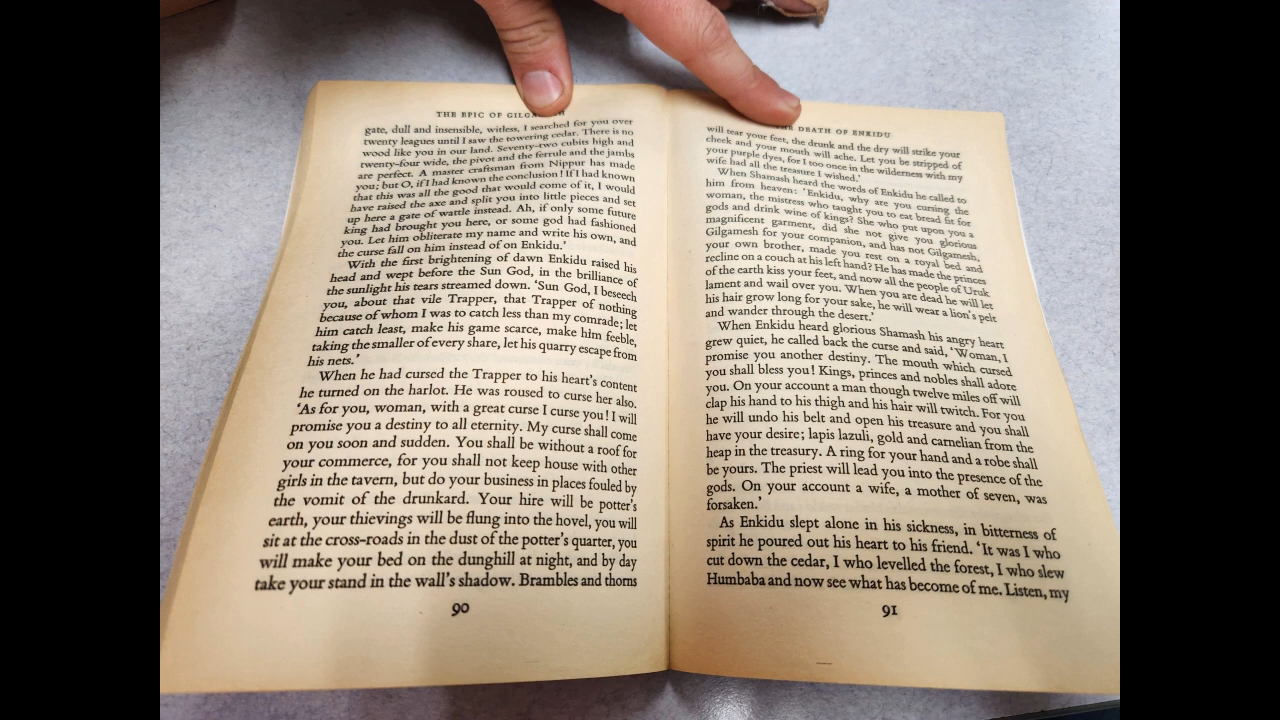 THE EPIC OF
gate, dull and insensible, witless, I searched for you over
twenty leagues until I saw the towering cedar. There is no
wood like you in our land. Seventy-two cubits high and
twenty-four wide, the pivot and the ferrule and the jambs
are perfect. A master craftsman from Nippur has made
you; but O, if I had known the conclusion! If I had known
that this was all the good that would come of it, I would
have raised the axe and split you into little pieces and set
up here a gate of wattle instead. Ah, if only some future
king had brought you here, or some god had fashioned
you. Let him obliterate my name and write his own, and
the curse fall on him instead of on Enkidu.'
With the first brightening of dawn Enkidu raised his
head and wept before the Sun God, in the brilliance of
the sunlight his tears streamed down. 'Sun God, I beseech
you, about that vile Trapper, that Trapper of nothing
because of whom I was to catch less than my comrade; let
him catch least, make his game scarce, make him feeble,
taking the smaller of every share, let his quarry escape from
his nets.'
When he had cursed the Trapper to his heart's content
he turned on the harlot. He was roused to curse her also.
'As for you, woman, with a great curse I curse you! I will
promise you a destiny to all eternity. My curse shall come
on you soon and sudden. You shall be without a roof for
your commerce, for you shall not keep house with other
girls in the tavern, but do your business in places fouled by
the vomit of the drunkard. Your hire will be potter's
earth, your thievings will be flung into the hovel, you will
sit at the cross-roads in the dust of the potter's quarter, you
will make your bed on the dunghill at night, and by day
take your stand in the wall's shadow. Brambles and thorns
90
DEATH OF ENKIDU
will tear your feet, the drunk and the dry will strike your
cheek and your mouth will ache. Let you be stripped of
your purple dyes, for I too once in the wilderness with my
wife had all the treasure I wished.'
When Shamash heard the words of Enkidu he called to
him from heaven: 'Enkidu, why are you cursing the
woman, the mistress who taught you to eat bread fit for
gods and drink wine of kings? She who put upon you a
magnificent garment, did she not give you glorious
Gilgamesh for your companion, and has not Gilgamesh,
your own brother, made you rest on a royal bed and
recline on a couch at his left hand? He has made the princes
of the earth kiss your feet, and now all the people of Uruk
lament and wail over you. When you are dead he will let
his hair grow long for your sake, he will wear a lion's pelt
and wander through the desert.'
When Enkidu heard glorious Shamash his angry heart
grew quiet, he called back the curse and said, 'Woman, I
promise you another destiny. The mouth which cursed
you shall bless you! Kings, princes and nobles shall adore
you. On your account a man though twelve miles off will
clap his hand to his thigh and his hair will twitch. For you
he will undo his belt and open his treasure and you shall
have your desire; lapis lazuli, gold and carnelian from the
heap in the treasury. A ring for your hand and a robe shall
be yours. The priest will lead you into the presence of the
gods. On your account a wife, a mother of seven, was
forsaken.'
As Enkidu slept alone in his sickness, in bitterness of
spirit he poured out his heart to his friend. 'It was I who
cut down the cedar, I who levelled the forest, I who slew
Humbaba and now see what has become of me. Listen, my
91